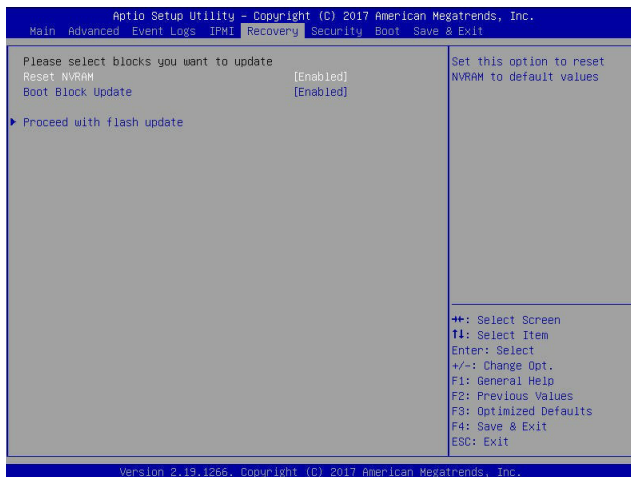 Aptio Setup Utility – Copyright (C) 2017 American Megatrends, Inc.
Main Advanced Event Logs IPMI Recovery Security Boot Save & Exit
Please select blocks you want to update
Reset NVRAM [Enabled]
Boot Block Update [Enabled]
▶ Proceed with flash update
Set this option to reset
NVRAM to default values
→←: Select Screen
↑↓: Select Item
Enter: Select
+/-: Change Opt.
F1: General Help
F2: Previous Values
F3: Optimized Defaults
F4: Save & Exit
ESC: Exit
Version 2.19.1266. Copyright (C) 2017 American Megatrends, Inc.